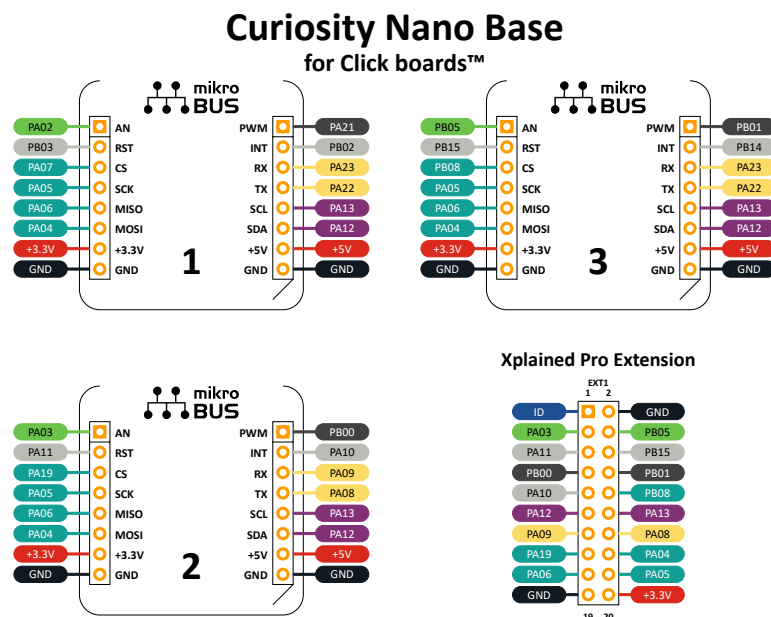 Curiosity Nano Base
for Click boards™
mikro
BUS
PA02 AN PWM PA21
PB03 RST INT PB02
PA07 CS RX PA23
PA05 SCK TX PA22
PA06 MISO SCL PA13
PA04 MOSI SDA PA12
+3.3V +3.3V +5V +5V
GND GND GND GND
1
mikro
BUS
PB05 AN PWM PB01
PB15 RST INT PB14
PB08 CS RX PA23
PA05 SCK TX PA22
PA06 MISO SCL PA13
PA04 MOSI SDA PA12
+3.3V +3.3V +5V +5V
GND GND GND GND
3
mikro
BUS
PA03 AN PWM PB00
PA11 RST INT PA10
PA19 CS RX PA09
PA05 SCK TX PA08
PA06 MISO SCL PA13
PA04 MOSI SDA PA12
+3.3V +3.3V +5V +5V
GND GND GND GND
2
Xplained Pro Extension
EXT1
1 2
ID GND
PA03 PB05
PA11 PB15
PB00 PB01
PA10 PB08
PA12 PA13
PA09 PA08
PA19 PA04
PA06 PA05
GND +3.3V
19 20